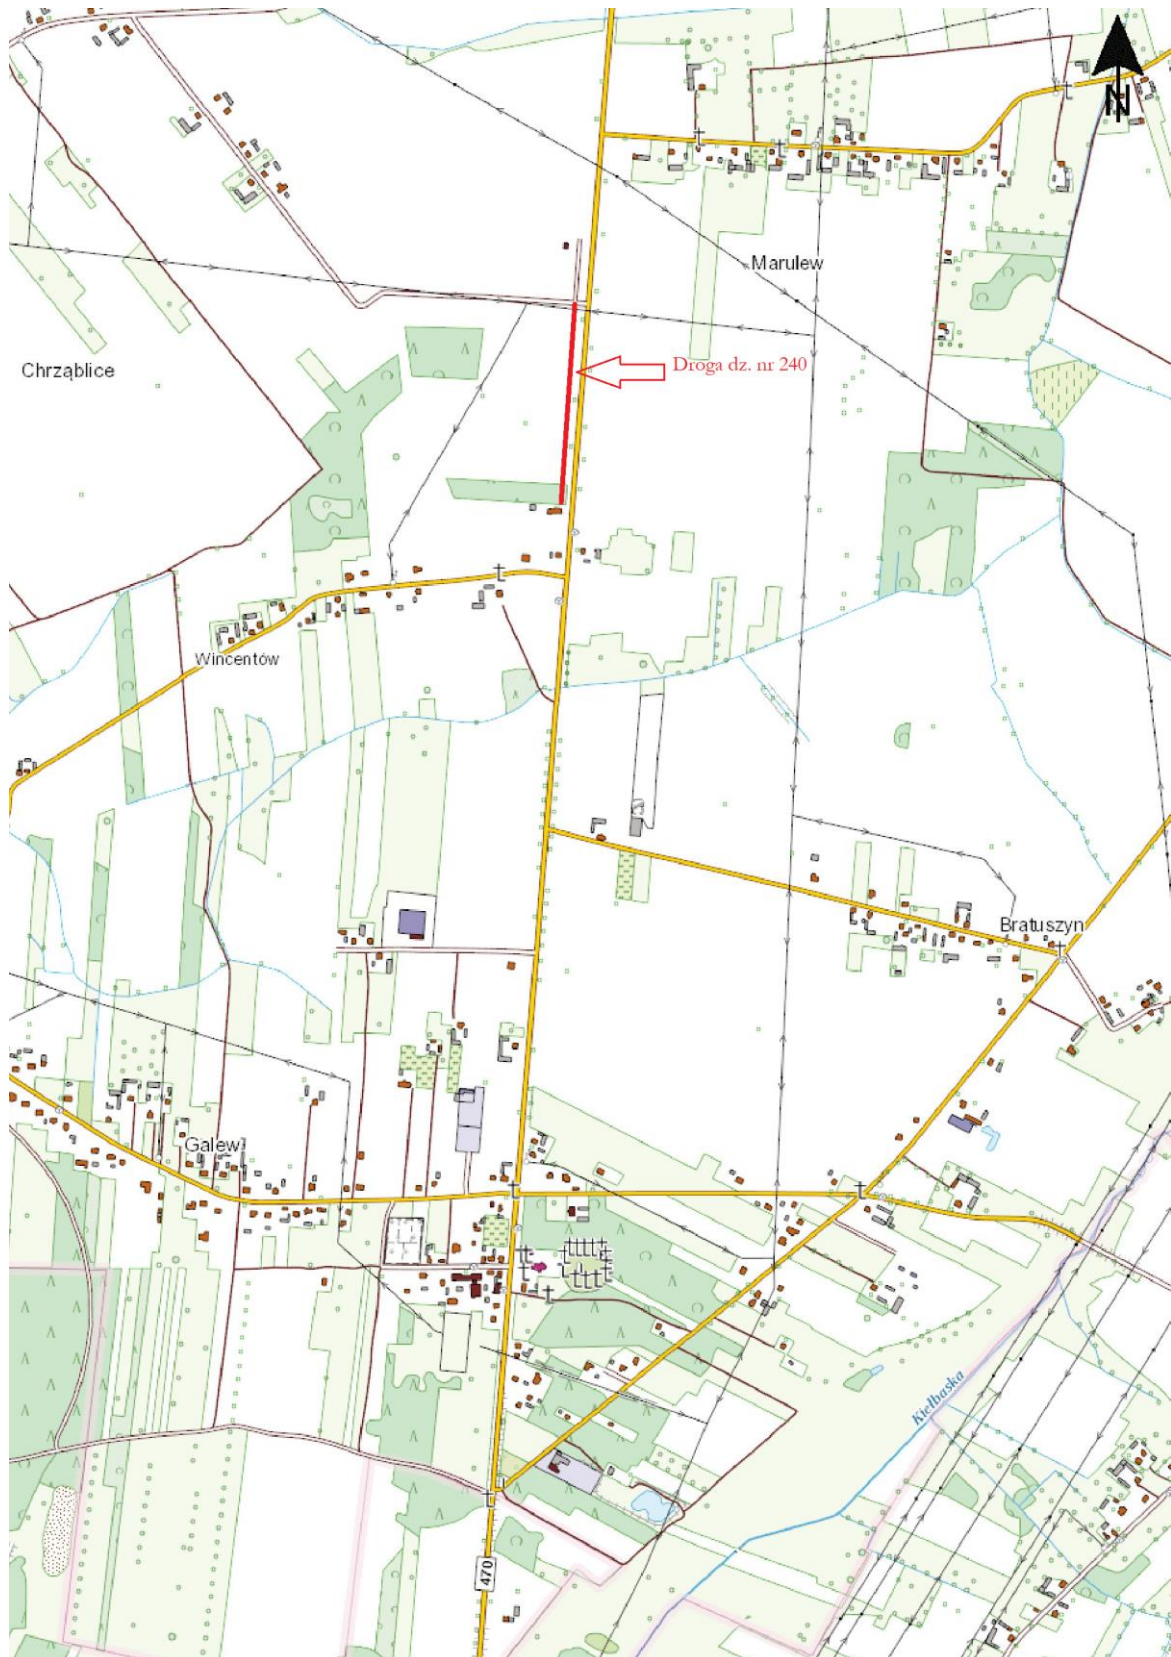 N
Marulew
Chrząblice
Droga dz. nr 240
Wincentów
Bratuszyn
Galew
Kiełbaska
470